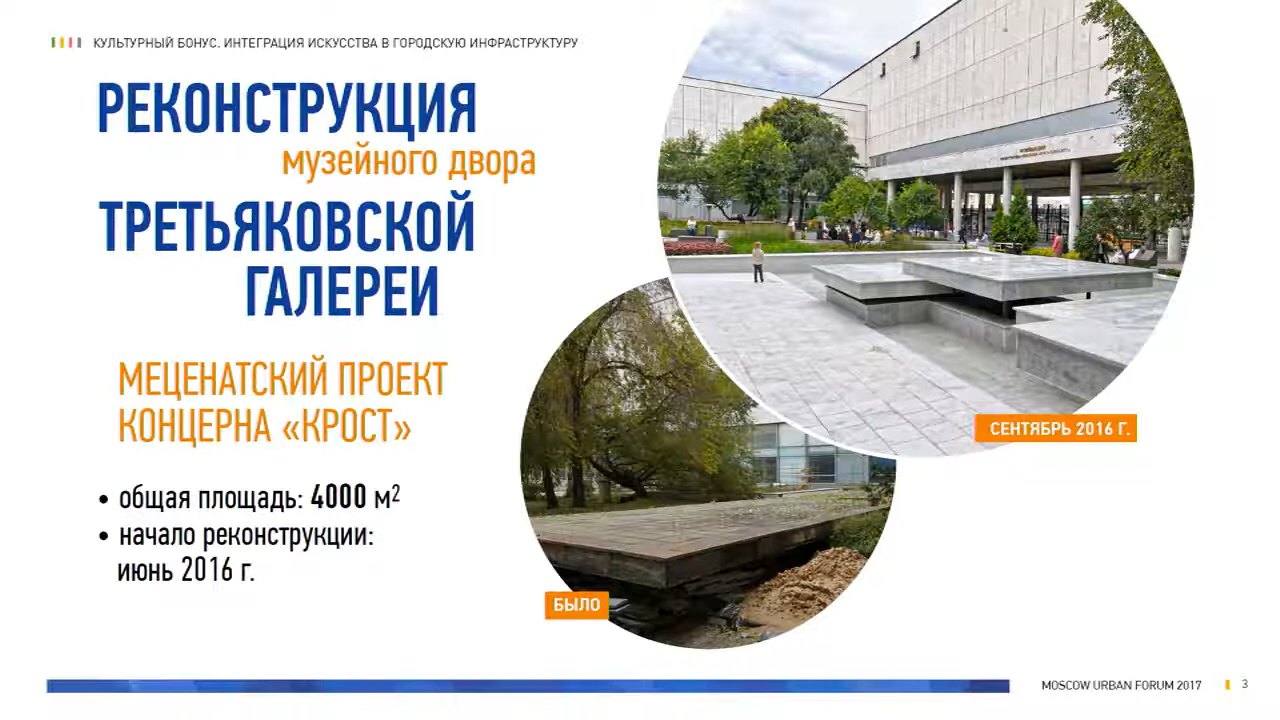 КУЛЬТУРНЫЙ БОНУС. ИНТЕГРАЦИЯ ИСКУССТВА В ГОРОДСКУЮ ИНФРАСТРУКТУРУ
РЕКОНСТРУКЦИЯ
музейного двора
ТРЕТЬЯКОВСКОЙ
ГАЛЕРЕИ
МЕЦЕНАТСКИЙ ПРОЕКТ
КОНЦЕРНА «КРОСТ»
• общая площадь: 4000 м²
• начало реконструкции:
июнь 2016 г.
СЕНТЯБРЬ 2016 Г.
БЫЛО
MOSCOW URBAN FORUM 2017
3